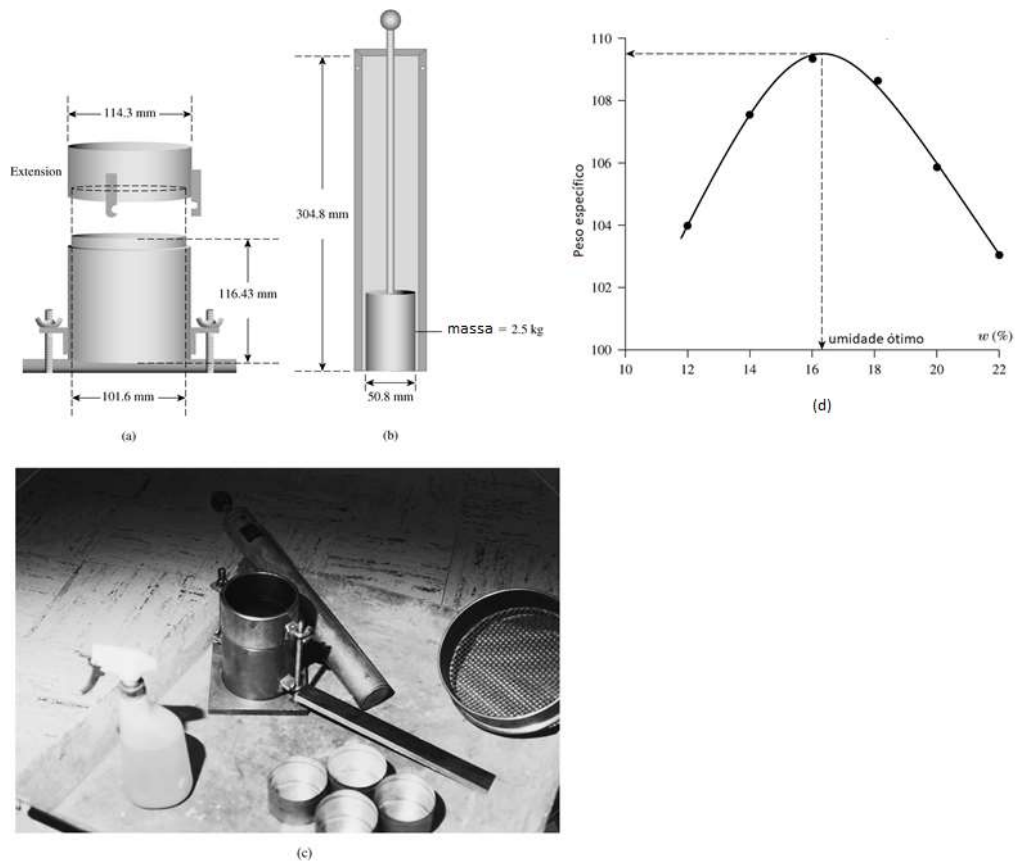 114.3 mm
Extension
116.43 mm
101.6 mm
(a)
304.8 mm
massa = 2.5 kg
50.8 mm
(b)
110
108
106
104
102
100
Peso específico
umidade ótimo
w (%)
10 12 14 16 18 20 22
(d)
(c)